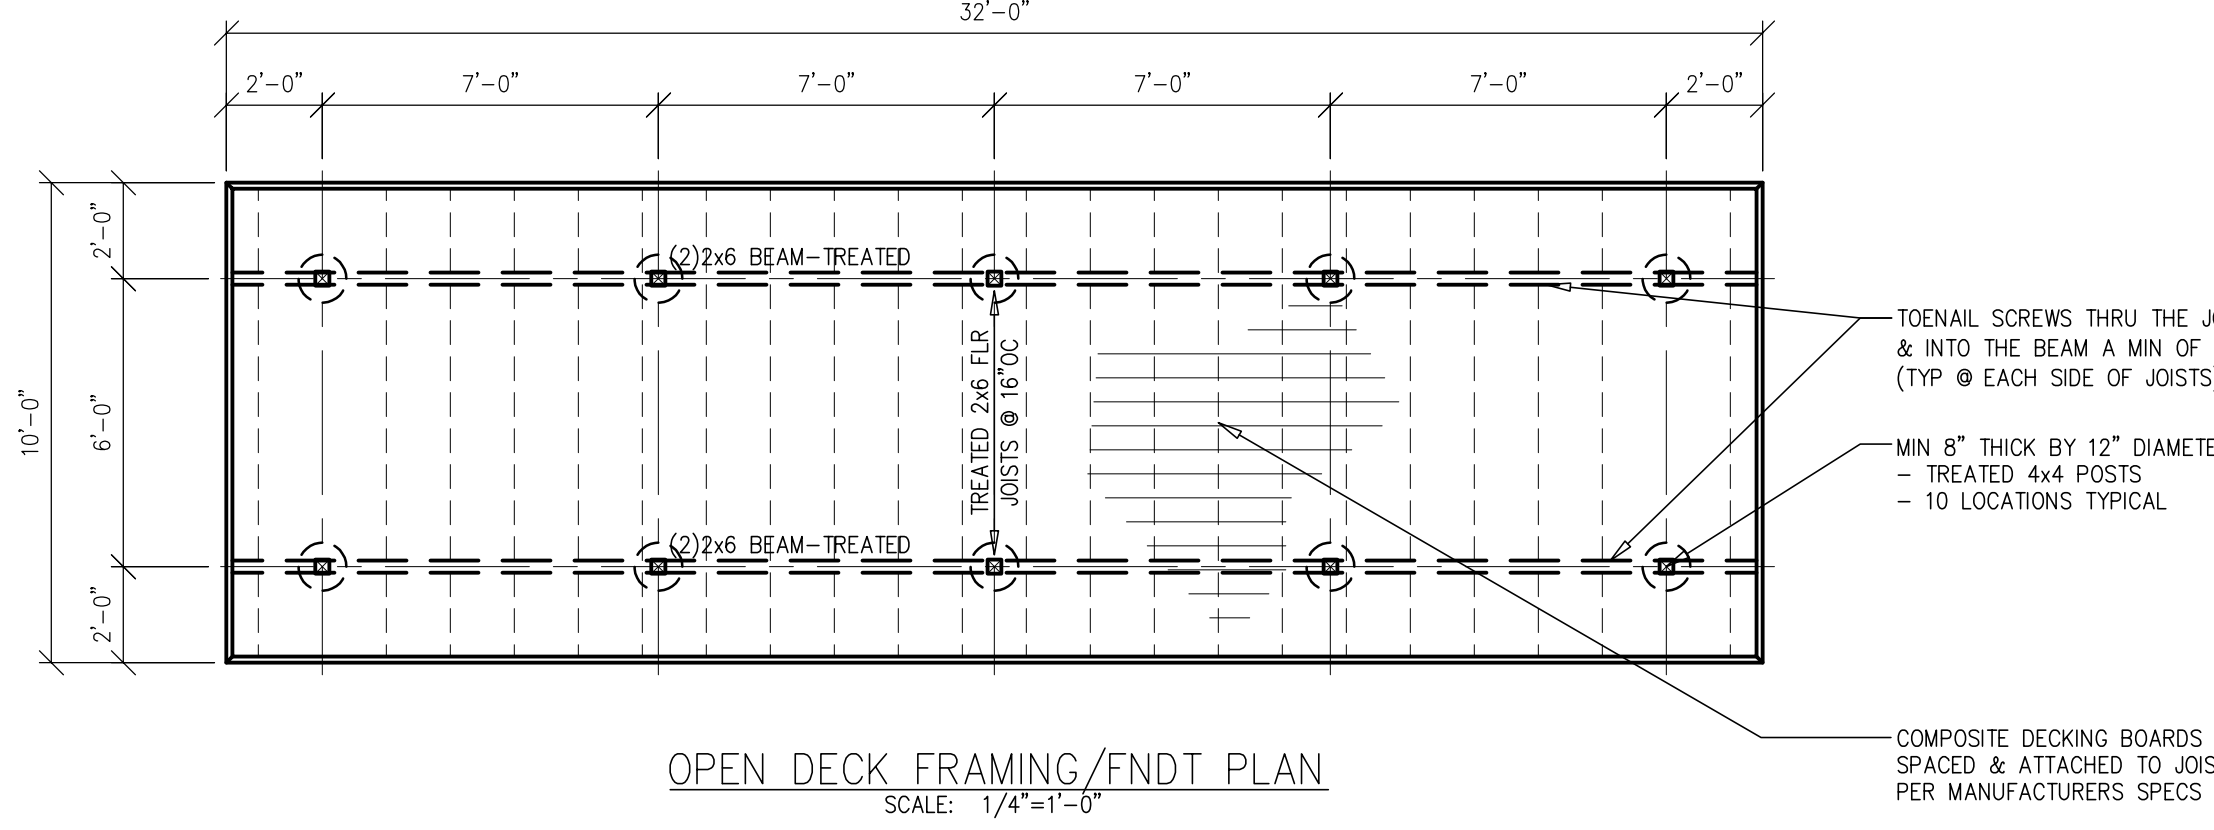 32'-0"
2'-0" 7'-0" 7'-0" 7'-0" 7'-0" 2'-0"
10'-0"
2'-0"
6'-0"
2'-0"
(2)2x6 BEAM-TREATED
TREATED 2x6 FLR
JOISTS @ 16"OC
(2)2x6 BEAM-TREATED
TOENAIL SCREWS THRU THE
& INTO THE BEAM A MIN OF
(TYP @ EACH SIDE OF JOISTS)
MIN 8" THICK BY 12"
- TREATED 4x4 POSTS
- 10 LOCATIONS TYPICAL
COMPOSITE DECKING BOARDS
SPACED & ATTACHED TO
PER MANUFACTURERS SPECS
OPEN DECK FRAMING/FNDT PLAN
SCALE: 1/4"=1'-0"